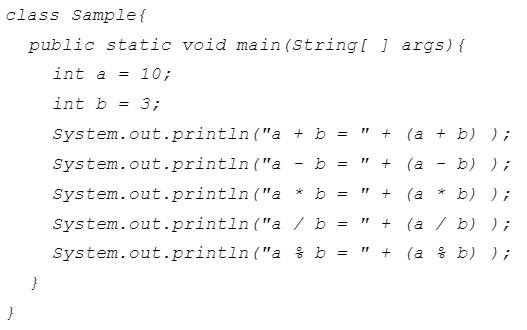 class Sample{
public static void main(String[ ] args){
int a = 10;
int b = 3;
System.out.println("a + b = " + (a + b) );
System.out.println("a - b = " + (a - b) );
System.out.println("a * b = " + (a * b) );
System.out.println("a / b = " + (a / b) );
System.out.println("a % b = " + (a % b) );
}
}